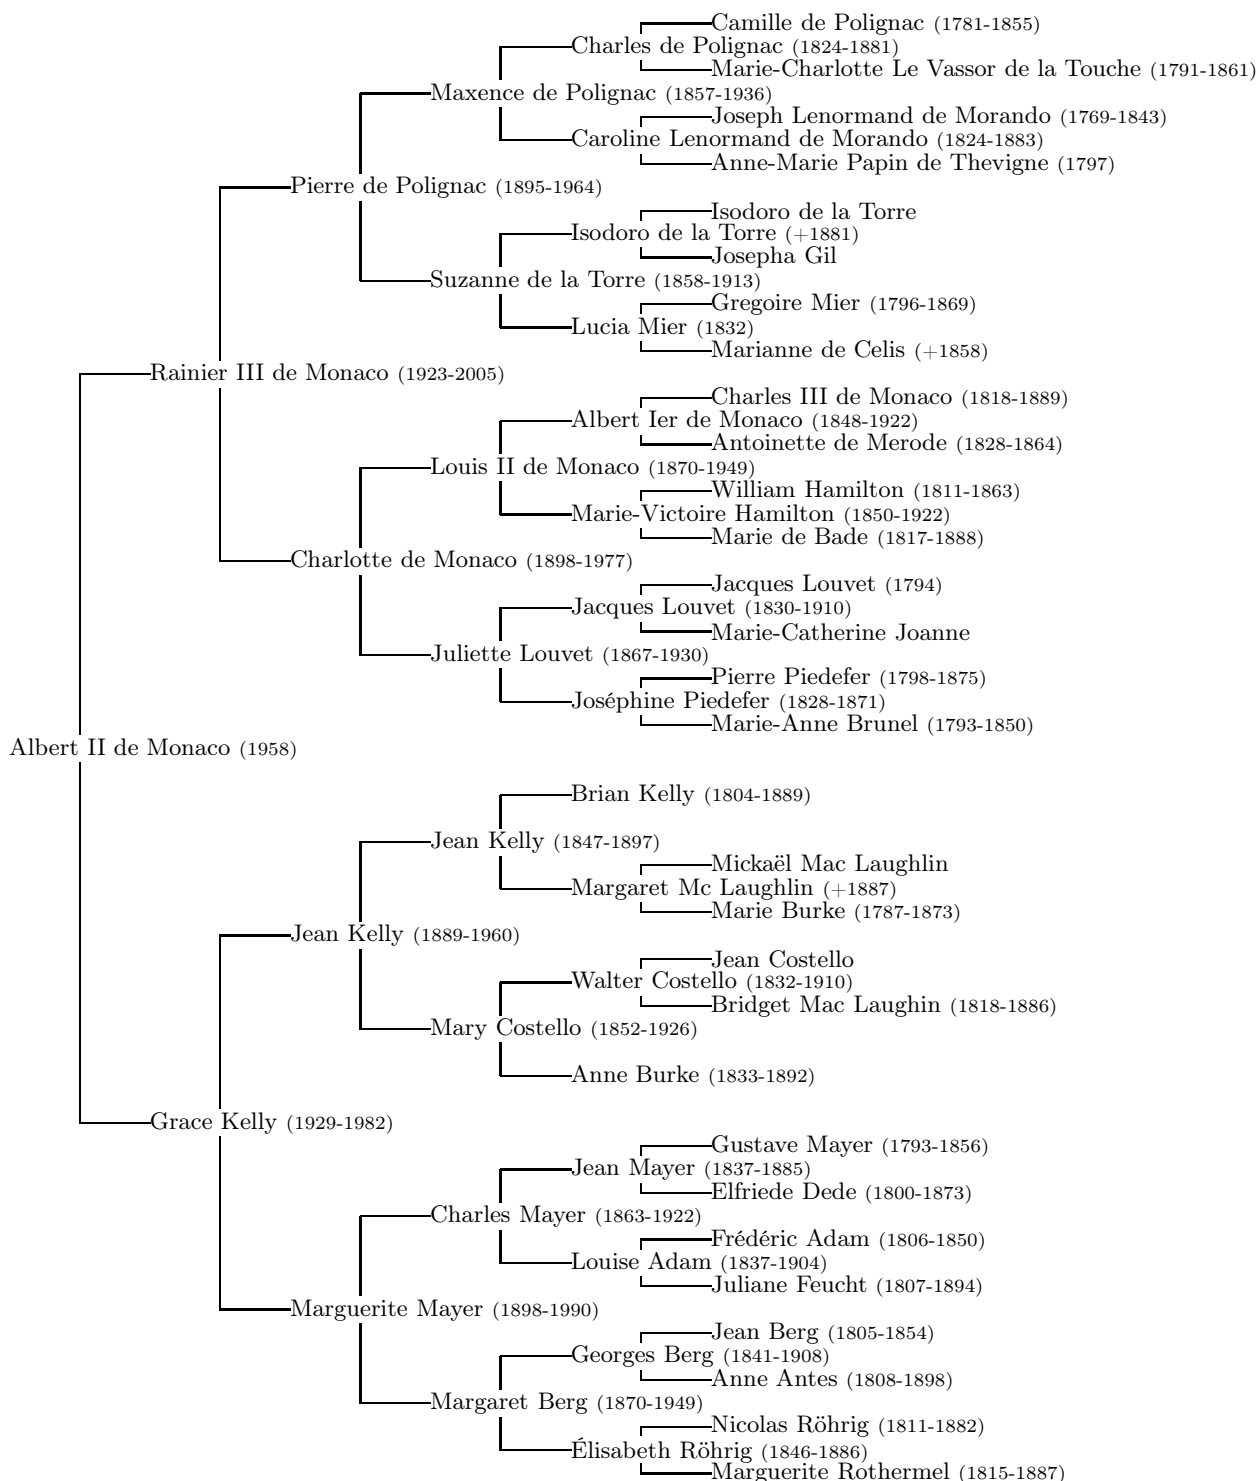 Camille de Polignac (1781-1855)
Charles de Polignac (1824-1881)
Marie-Charlotte Le Vassor de la Touche (1791-1861)
Maxence de Polignac (1857-1936)
Joseph Lenormand de Morando (1769-1843)
Caroline Lenormand de Morando (1824-1883)
Anne-Marie Papin de Thevigne (1797)
Pierre de Polignac (1895-1964)
Isodoro de la Torre
Isodoro de la Torre (+1881)
Josepha Gil
Suzanne de la Torre (1858-1913)
Gregoire Mier (1796-1869)
Lucia Mier (1832)
Marianne de Celis (+1858)
Rainier III de Monaco (1923-2005)
Charles III de Monaco (1818-1889)
Albert Ier de Monaco (1848-1922)
Antoinette de Merode (1828-1864)
Louis II de Monaco (1870-1949)
William Hamilton (1811-1863)
Marie-Victoire Hamilton (1850-1922)
Marie de Bade (1817-1888)
Charlotte de Monaco (1898-1977)
Jacques Louvet (1794)
Jacques Louvet (1830-1910)
Marie-Catherine Joanne
Juliette Louvet (1867-1930)
Pierre Piedefer (1798-1875)
Joséphine Piedefer (1828-1871)
Marie-Anne Brunel (1793-1850)
Albert II de Monaco (1958)
Brian Kelly (1804-1889)
Jean Kelly (1847-1897)
Mickaël Mac Laughlin
Margaret Mc Laughlin (+1887)
Marie Burke (1787-1873)
Jean Kelly (1889-1960)
Jean Costello
Walter Costello (1832-1910)
Bridget Mac Laughin (1818-1886)
Mary Costello (1852-1926)
Anne Burke (1833-1892)
Grace Kelly (1929-1982)
Gustave Mayer (1793-1856)
Jean Mayer (1837-1885)
Elfriede Dede (1800-1873)
Charles Mayer (1863-1922)
Frédéric Adam (1806-1850)
Louise Adam (1837-1904)
Juliane Feucht (1807-1894)
Marguerite Mayer (1898-1990)
Jean Berg (1805-1854)
Georges Berg (1841-1908)
Anne Antes (1808-1898)
Margaret Berg (1870-1949)
Nicolas Röhrig (1811-1882)
Élisabeth Röhrig (1846-1886)
Marguerite Rothermel (1815-1887)